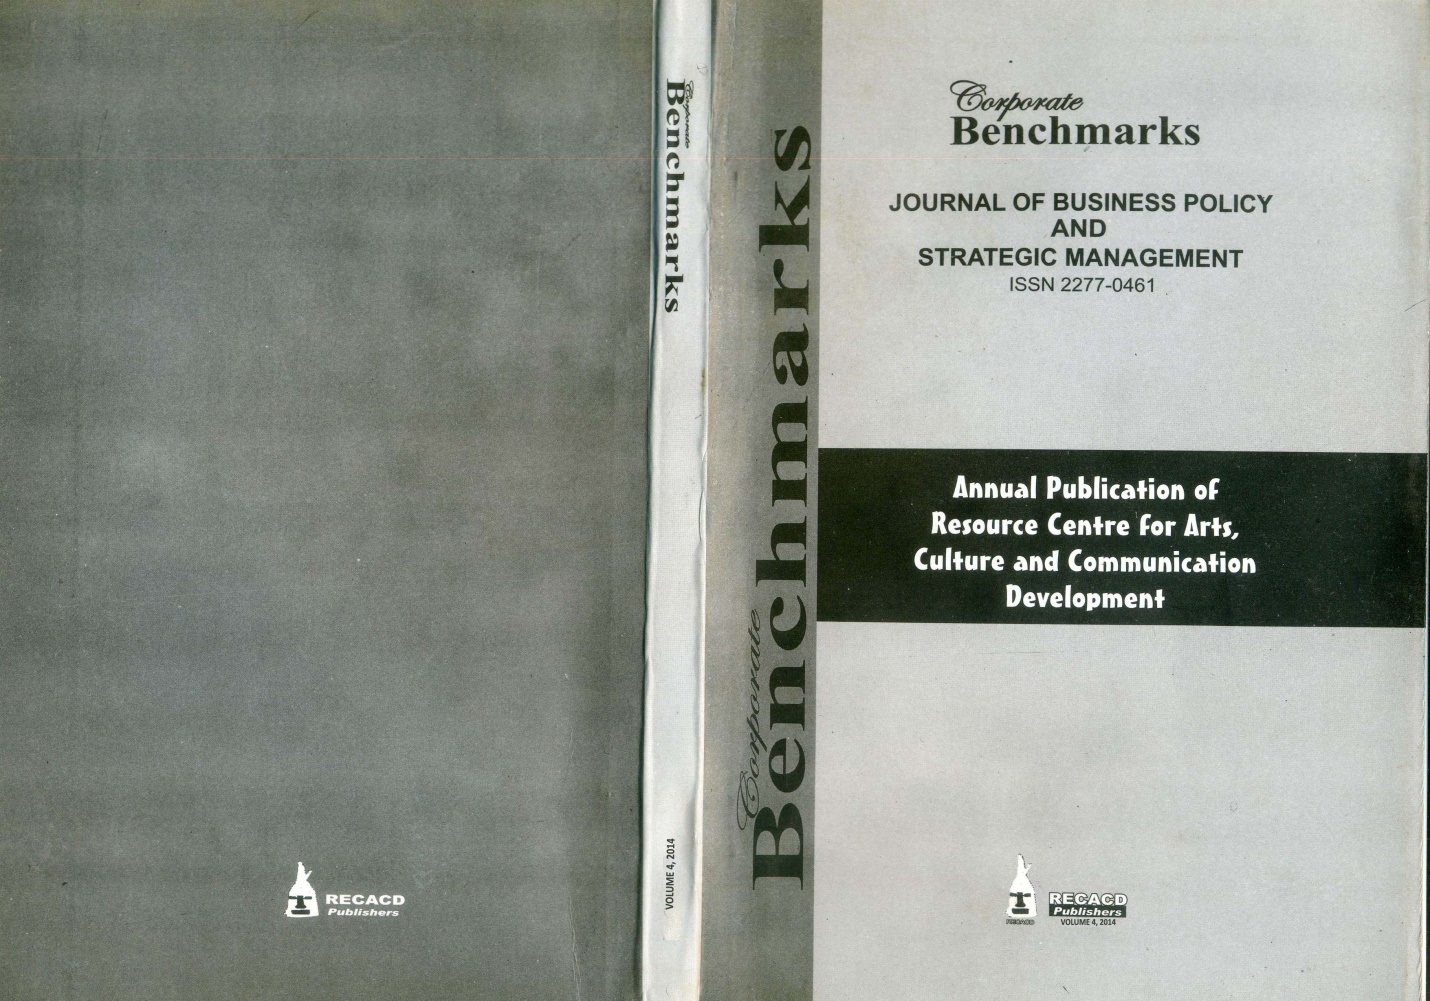 RECACD
Publishers
Corporate
Benchmarks
VOLUME 4, 2014
Corporate
Benchmarks
Corporate
Benchmarks
JOURNAL OF BUSINESS POLICY
AND
STRATEGIC MANAGEMENT
ISSN 2277-0461
Annual Publication of
Resource Centre for Arts,
Culture and Communication
Development
RECACD
RECACD
Publishers
VOLUME 4, 2014